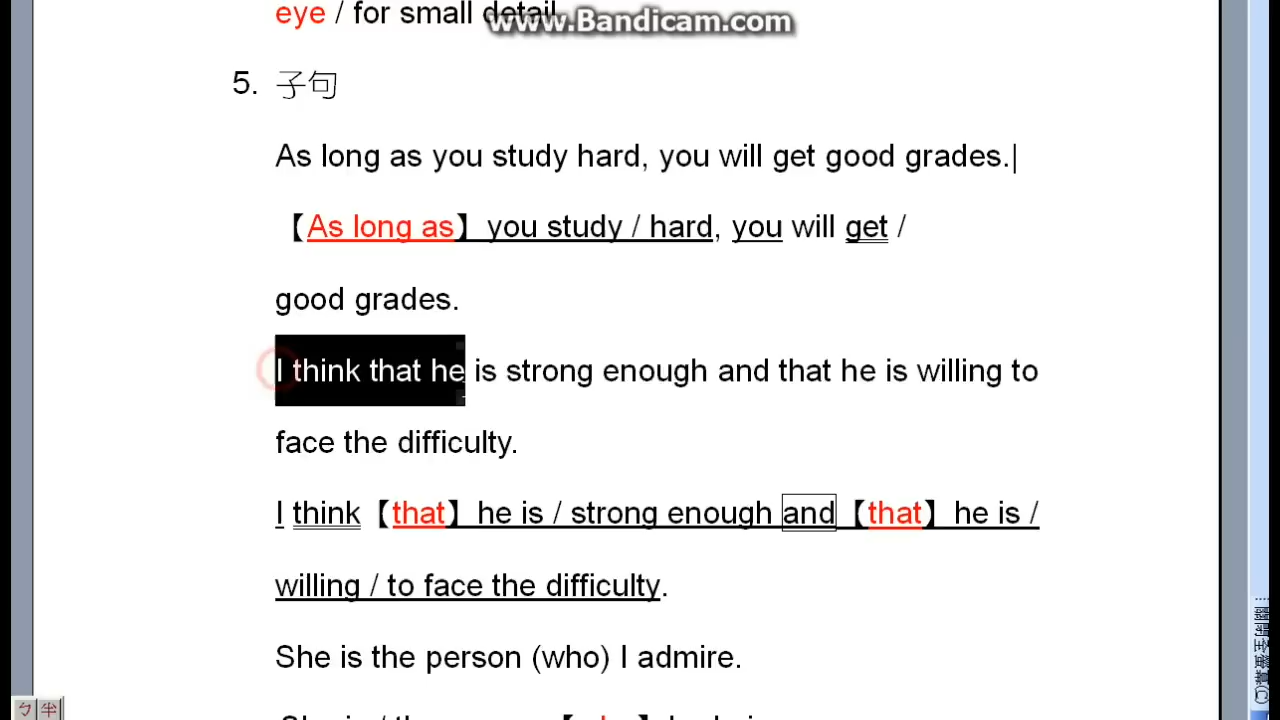 eye / for small detail
www.Bandicam.com
5. 子句
As long as you study hard, you will get good grades.
【As long as】 you study / hard, you will get /
good grades.
I think that he is strong enough and that he is willing to
face the difficulty.
I think 【that】 he is / strong enough and 【that】 he is /
willing / to face the difficulty.
She is the person (who) I admire.
ㄅ 半